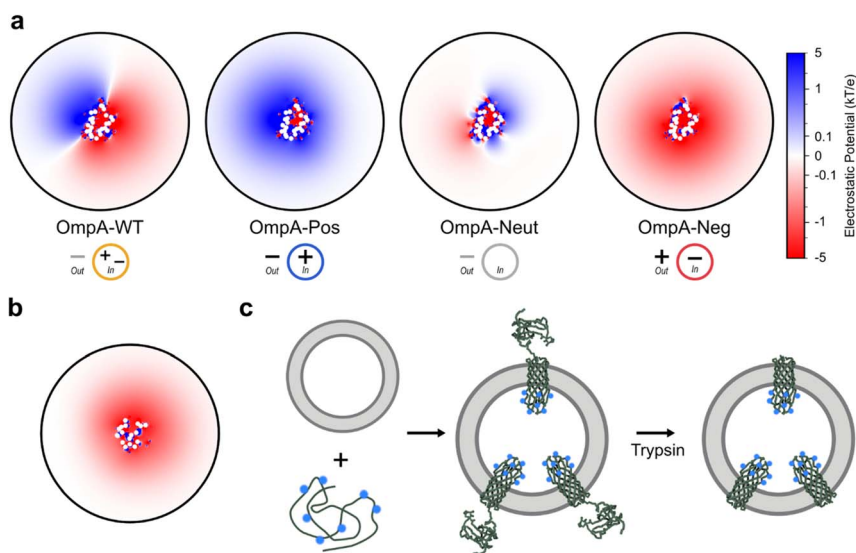 a
OmpA-WT
OmpA-Pos
OmpA-Neut
OmpA-Neg
− Out + − In
− Out + In
− Out In
+ Out − In
5
1
0.1
0
-0.1
-1
-5
Electrostatic Potential (kT/e)
b
c
+
Trypsin